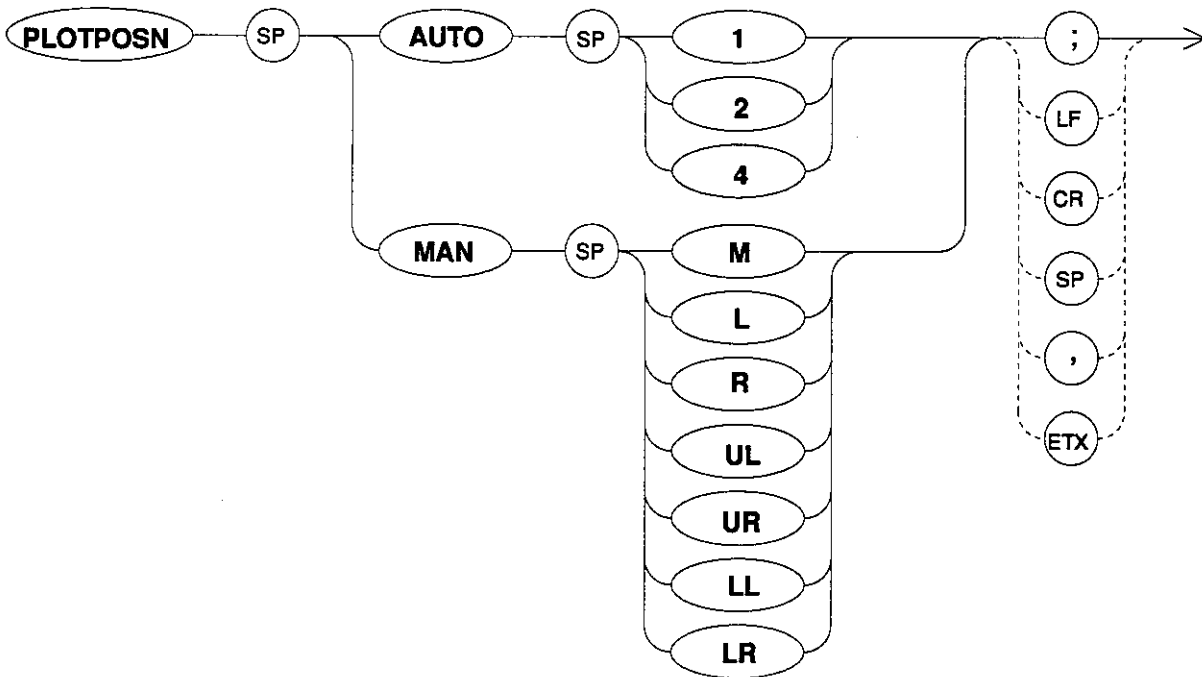 PLOTPOSN SP AUTO SP 1 ;
2
LF
4
CR
MAN SP M
SP
L
,
R
ETX
UL
UR
LL
LR